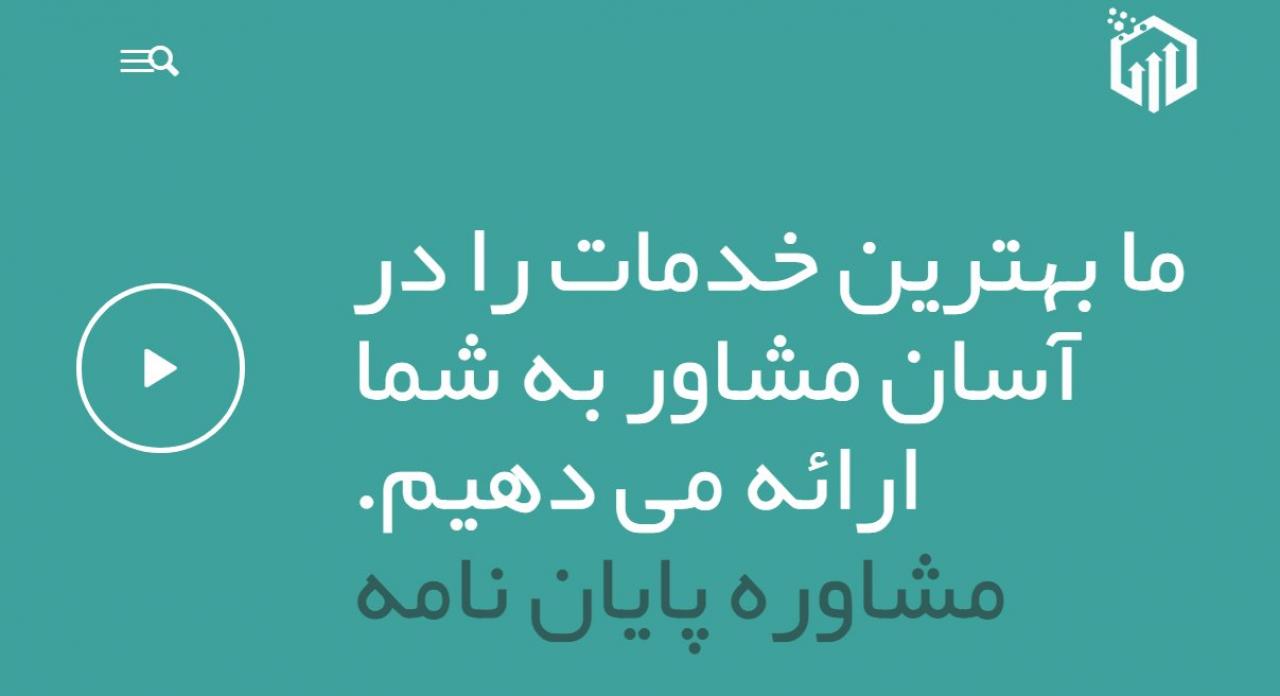 ما بهترین خدمات را در
آسان مشاور به شما
ارائه می دهیم.
مشاوره پایان نامه